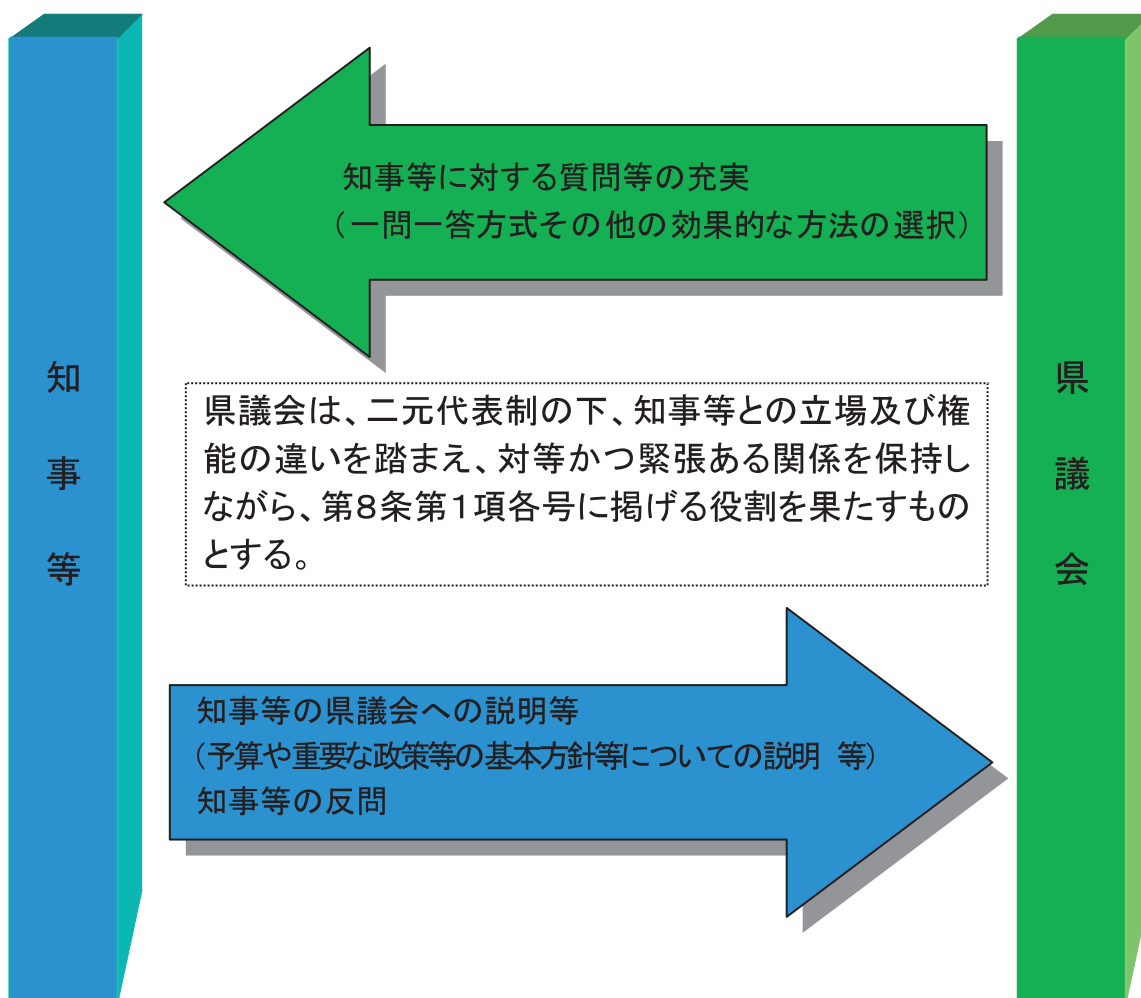 知事等に対する質問等の充実
（一問一答方式その他の効果的な方法の選択）
知事等
県議会は、二元代表制の下、知事等との立場及び権
能の違いを踏まえ、対等かつ緊張ある関係を保持し
ながら、第８条第１項各号に掲げる役割を果たすもの
とする。
県議会
知事等の県議会への説明等
（予算や重要な政策等の基本方針等についての説明　等）
知事等の反問